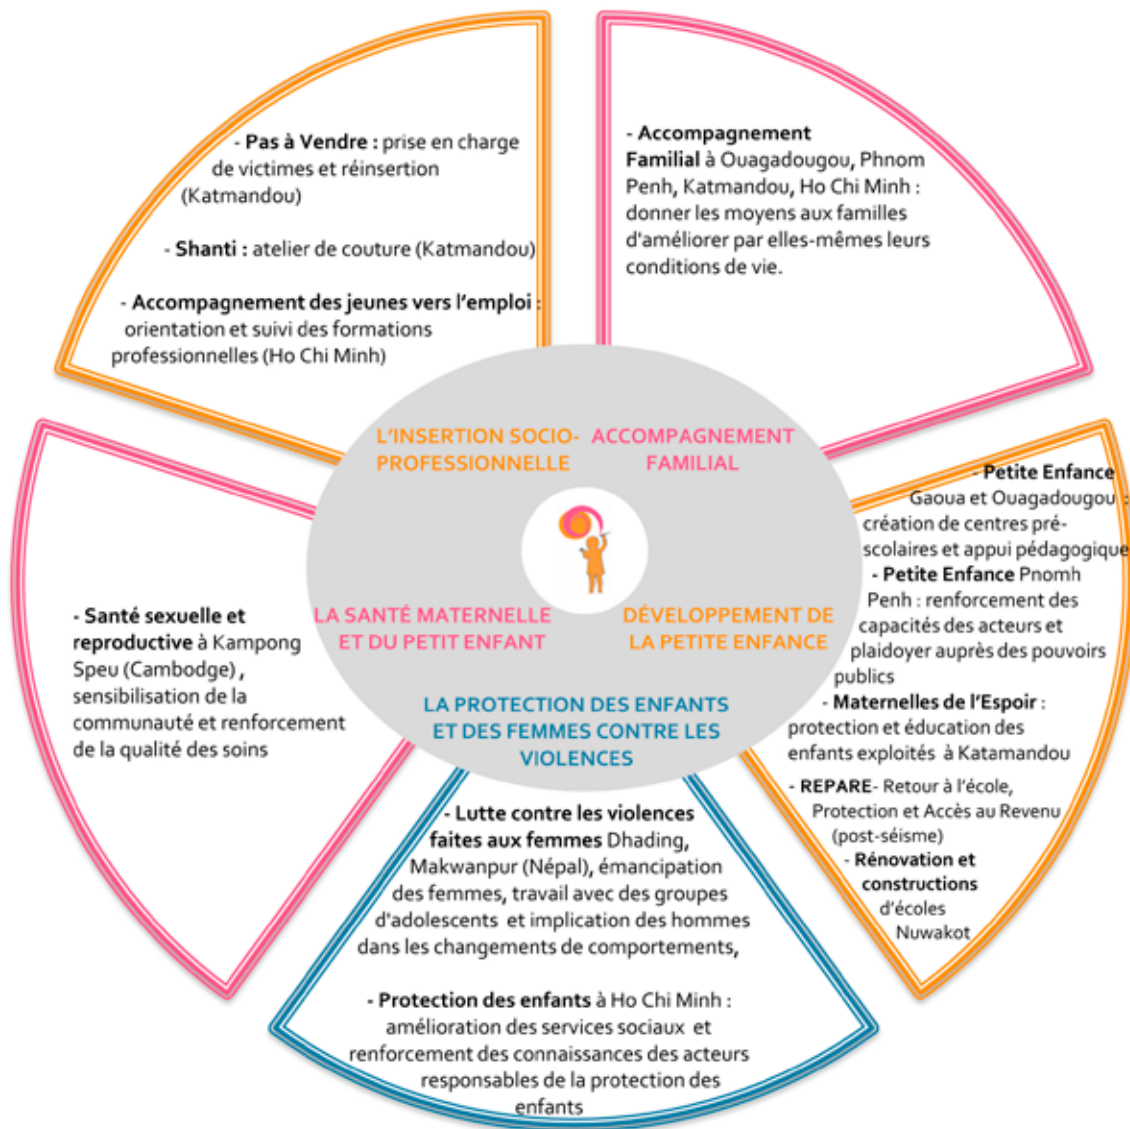 - Pas à Vendre : prise en charge
de victimes et réinsertion
(Katmandou)
- Shanti : atelier de couture (Katmandou)
- Accompagnement des jeunes vers l'emploi :
orientation et suivi des formations
professionnelles (Ho Chi Minh)
- Accompagnement
Familial à Ouagadougou, Phnom
Penh, Katmandou, Ho Chi Minh :
donner les moyens aux familles
d'améliorer par elles-mêmes leurs
conditions de vie.
L'INSERTION SOCIO-
PROFESSIONNELLE
ACCOMPAGNEMENT
FAMILIAL
- Petite Enfance
Gaoua et Ouagadougou :
création de centres pré-
scolaires et appui pédagogique
- Petite Enfance Pnomh
Penh : renforcement des
capacités des acteurs et
plaidoyer auprès des pouvoirs
publics
- Maternelles de l'Espoir :
protection et éducation des
enfants exploités à Katamandou
- REPARE- Retour à l'école,
Protection et Accès au Revenu
(post-séisme)
- Rénovation et
constructions
d'écoles
Nuwakot
LA SANTÉ MATERNELLE
ET DU PETIT ENFANT
DÉVELOPPEMENT DE
LA PETITE ENFANCE
- Santé sexuelle et
reproductive à Kampong
Speu (Cambodge) ,
sensibilisation de la
communauté et renforcement
de la qualité des soins
LA PROTECTION DES ENFANTS
ET DES FEMMES CONTRE LES
VIOLENCES
- Lutte contre les violences
faites aux femmes Dhading,
Makwanpur (Népal), émancipation
des femmes, travail avec des groupes
d'adolescents et implication des hommes
dans les changements de comportements,
- Protection des enfants à Ho Chi Minh :
amélioration des services sociaux et
renforcement des connaissances des acteurs
responsables de la protection des
enfants